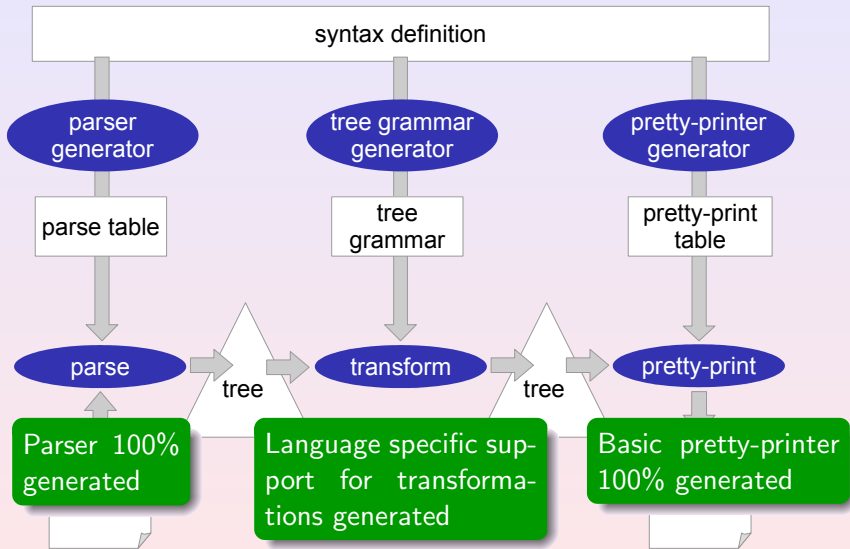 syntax definition
parser
generator
tree grammar
generator
pretty-printer
generator
parse table
tree
grammar
pretty-print
table
parse
tree
transform
tree
pretty-print
Parser 100%
generated
Language specific sup-
port for transforma-
tions generated
Basic pretty-printer
100% generated